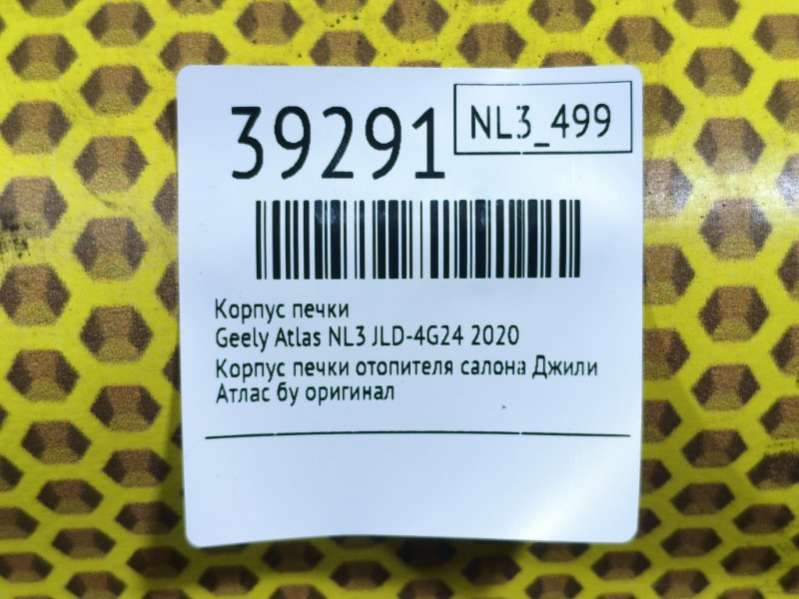 39291
NL3_499
Корпус печки
Geely Atlas NL3 JLD-4G24 2020
Корпус печки отопителя салона Джили
Атлас бу оригинал